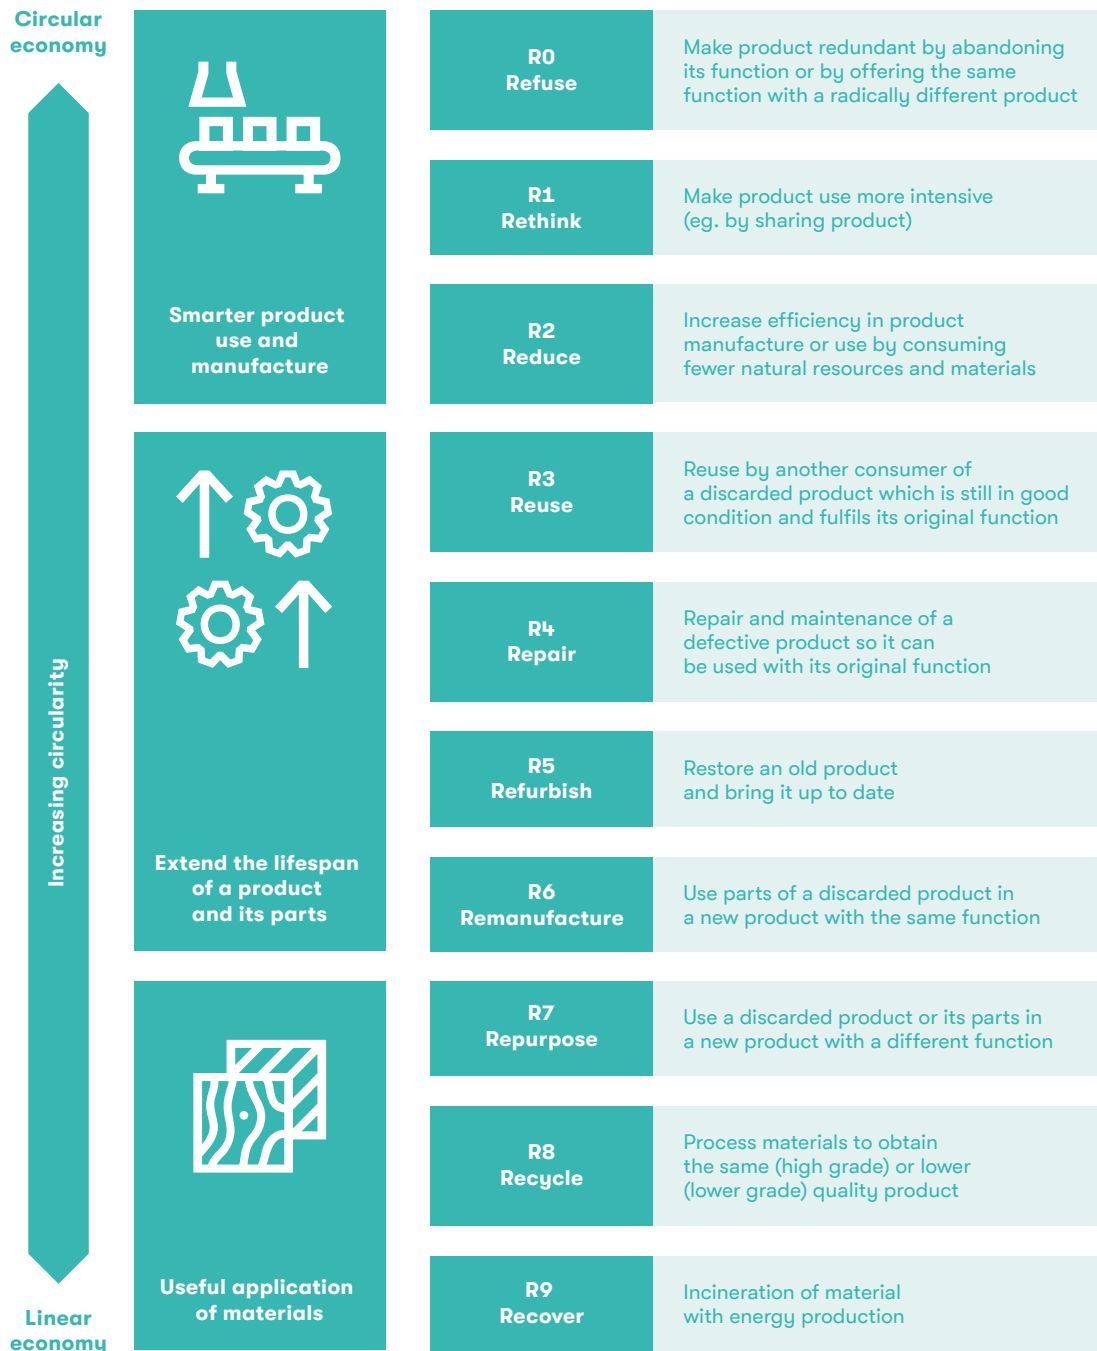 Circular
economy
Increasing circularity
Linear
economy
Smarter product
use and
manufacture
R0
Refuse
Make product redundant by abandoning
its function or by offering the same
function with a radically different product
R1
Rethink
Make product use more intensive
(eg. by sharing product)
R2
Reduce
Increase efficiency in product
manufacture or use by consuming
fewer natural resources and materials
Extend the lifespan
of a product
and its parts
R3
Reuse
Reuse by another consumer of
a discarded product which is still in good
condition and fulfils its original function
R4
Repair
Repair and maintenance of a
defective product so it can
be used with its original function
R5
Refurbish
Restore an old product
and bring it up to date
R6
Remanufacture
Use parts of a discarded product in
a new product with the same function
Useful application
of materials
R7
Repurpose
Use a discarded product or its parts in
a new product with a different function
R8
Recycle
Process materials to obtain
the same (high grade) or lower
(lower grade) quality product
R9
Recover
Incineration of material
with energy production